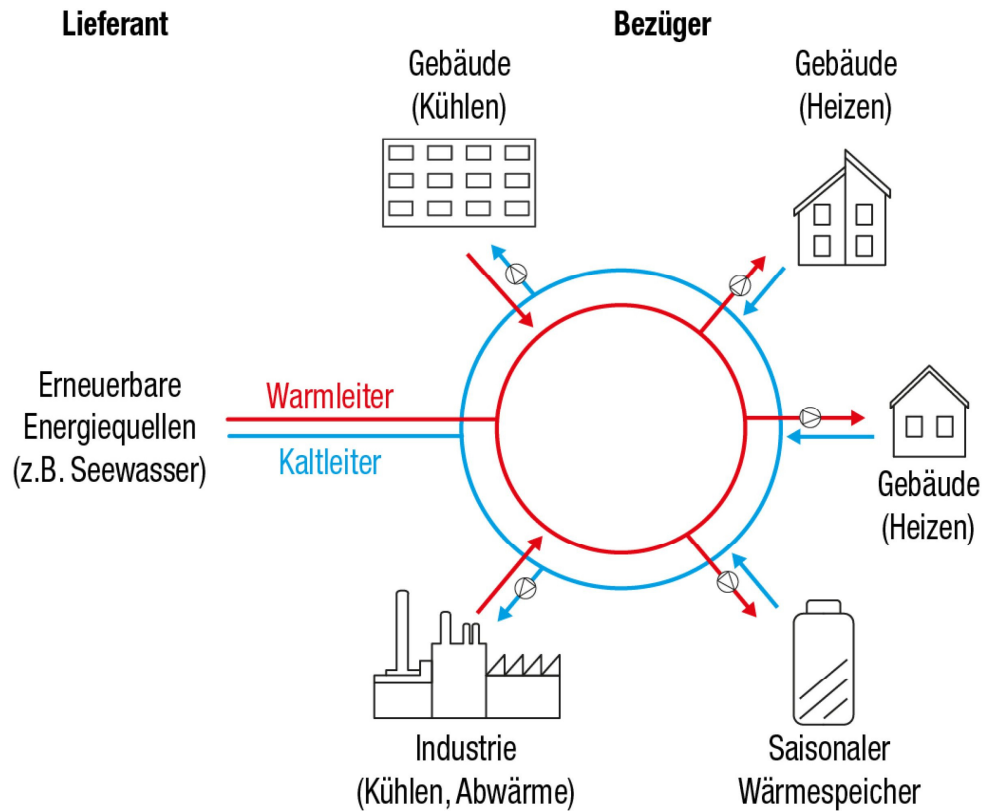 Lieferant
Bezüger
Gebäude
(Kühlen)
Gebäude
(Heizen)
Erneuerbare
Energiequellen
(z.B. Seewasser)
Warmleiter
Kaltleiter
Gebäude
(Heizen)
Industrie
(Kühlen, Abwärme)
Saisonaler
Wärmespeicher